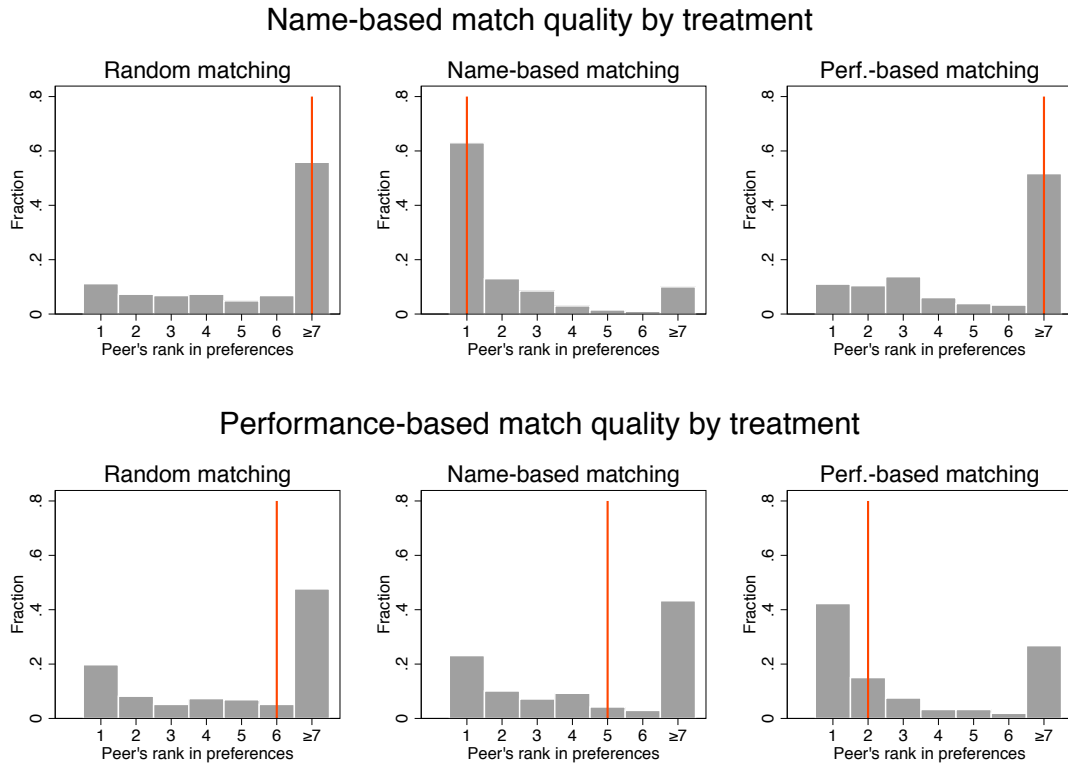 Name-based match quality by treatment
Random matching
Name-based matching
Perf.-based matching
Fraction
0 .2 .4 .6 .8
1 2 3 4 5 6 ≥7
Peer's rank in preferences
Fraction
0 .2 .4 .6 .8
1 2 3 4 5 6 ≥7
Peer's rank in preferences
Fraction
0 .2 .4 .6 .8
1 2 3 4 5 6 ≥7
Peer's rank in preferences
Performance-based match quality by treatment
Random matching
Name-based matching
Perf.-based matching
Fraction
0 .2 .4 .6 .8
1 2 3 4 5 6 ≥7
Peer's rank in preferences
Fraction
0 .2 .4 .6 .8
1 2 3 4 5 6 ≥7
Peer's rank in preferences
Fraction
0 .2 .4 .6 .8
1 2 3 4 5 6 ≥7
Peer's rank in preferences